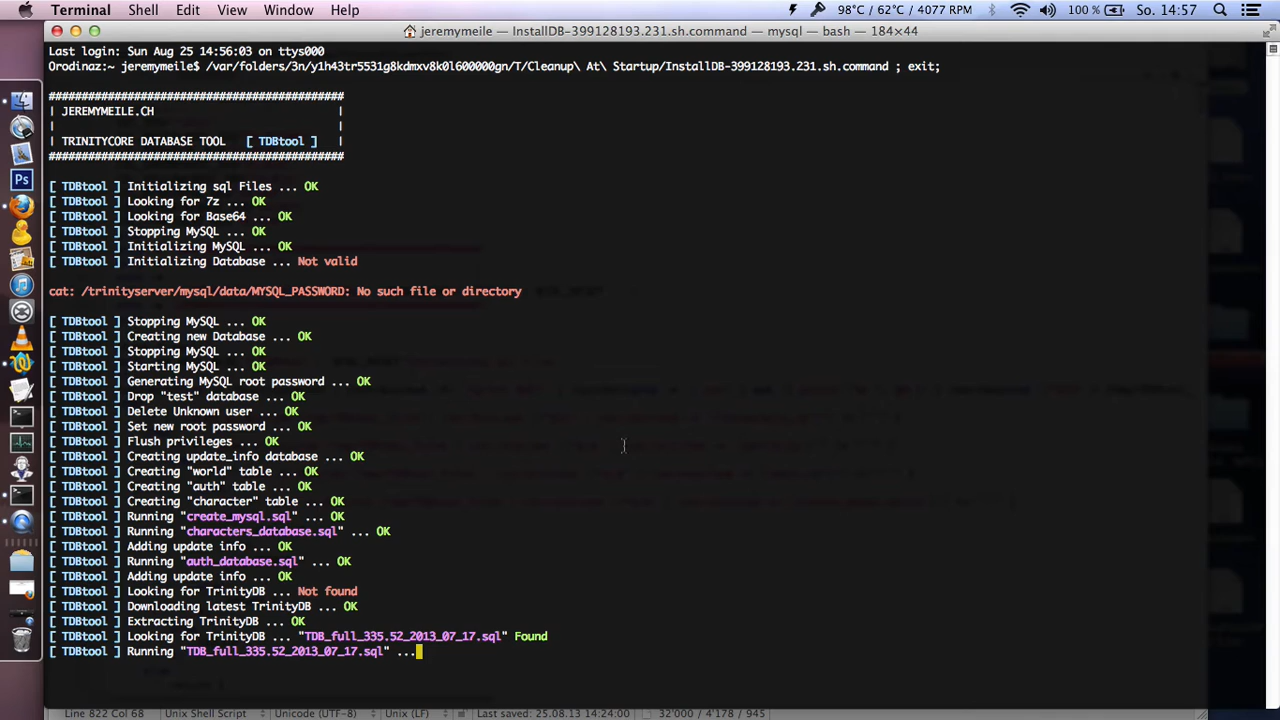 Terminal Shell Edit View Window Help 98°C / 62°C / 4077 RPM 100 % So. 14:57
jeremymeile — InstallDB-399128193.231.sh.command — mysql — bash — 184×44
Last login: Sun Aug 25 14:56:03 on ttys000
Orodinaz:~ jeremymeile$ /var/folders/3n/y1h43tr5531g8kdmxv8k0l600000gn/T/Cleanup\ At\ Startup/InstallDB-399128193.231.sh.command ; exit;
#############################################
| JEREMYMEILE.CH |
| |
| TRINITYCORE DATABASE TOOL [ TDBtool ] |
#############################################
[ TDBtool ] Initializing sql Files ... OK
[ TDBtool ] Looking for 7z ... OK
[ TDBtool ] Looking for Base64 ... OK
[ TDBtool ] Stopping MySQL ... OK
[ TDBtool ] Initializing MySQL ... OK
[ TDBtool ] Initializing Database ... Not valid
cat: /trinityserver/mysql/data/MYSQL_PASSWORD: No such file or directory
[ TDBtool ] Stopping MySQL ... OK
[ TDBtool ] Creating new Database ... OK
[ TDBtool ] Stopping MySQL ... OK
[ TDBtool ] Starting MySQL ... OK
[ TDBtool ] Generating MySQL root password ... OK
[ TDBtool ] Drop "test" database ... OK
[ TDBtool ] Delete Unknown user ... OK
[ TDBtool ] Set new root password ... OK
[ TDBtool ] Flush privileges ... OK
[ TDBtool ] Creating update_info database ... OK
[ TDBtool ] Creating "world" table ... OK
[ TDBtool ] Creating "auth" table ... OK
[ TDBtool ] Creating "character" table ... OK
[ TDBtool ] Running "create_mysql.sql" ... OK
[ TDBtool ] Running "characters_database.sql" ... OK
[ TDBtool ] Adding update info ... OK
[ TDBtool ] Running "auth_database.sql" ... OK
[ TDBtool ] Adding update info ... OK
[ TDBtool ] Looking for TrinityDB ... Not found
[ TDBtool ] Downloading latest TrinityDB ... OK
[ TDBtool ] Extracting TrinityDB ... OK
[ TDBtool ] Looking for TrinityDB ... "TDB_full_335.52_2013_07_17.sql" Found
[ TDBtool ] Running "TDB_full_335.52_2013_07_17.sql" ...
Ps
Line 822 Col 68 Unix Shell Script Unicode (UTF-8) Unix (LF) Last saved: 25.08.13 14:24:00 32'000 / 4'178 / 945